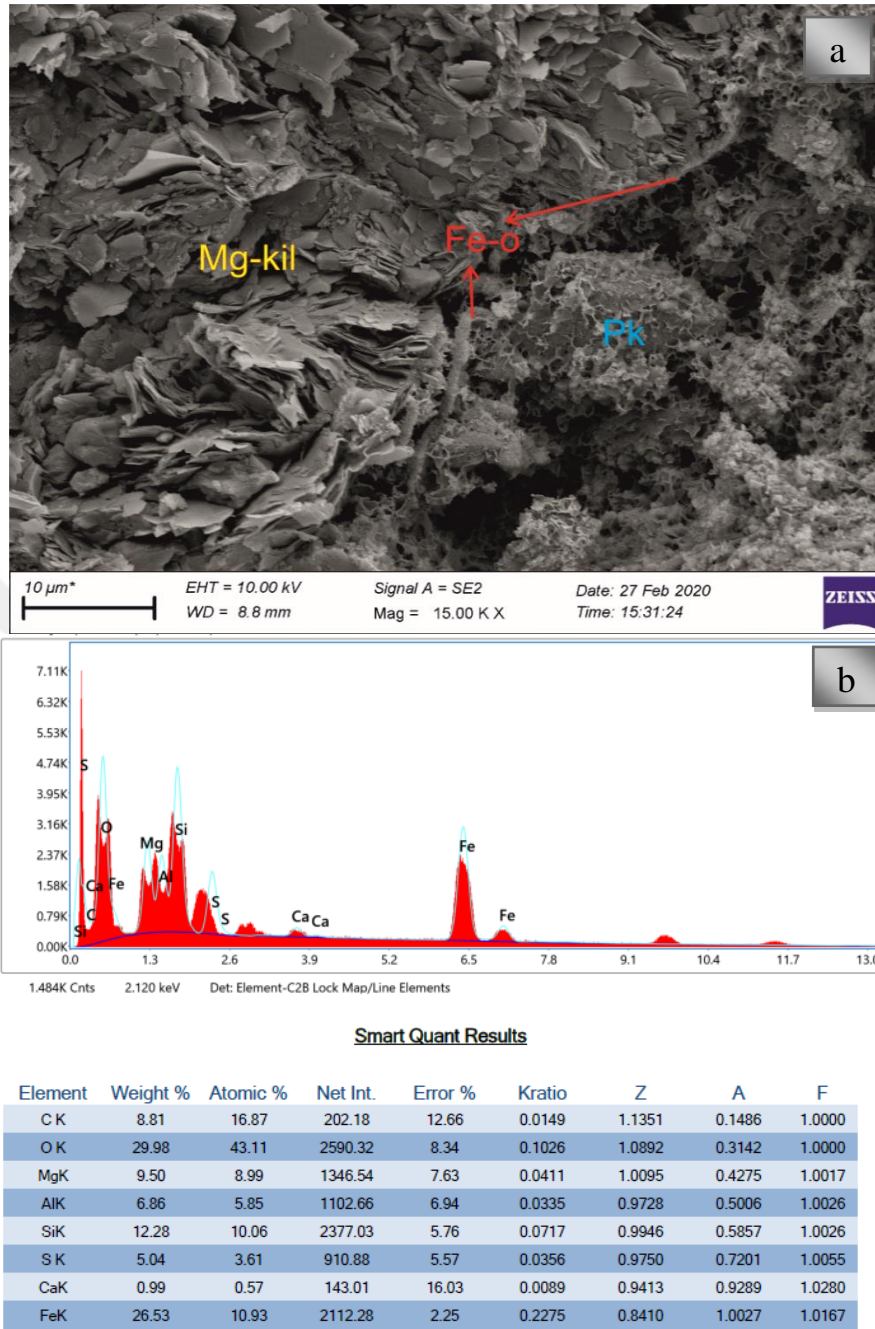 a
Fe-o
Mg-kil
Pk
10 µm*
EHT = 10.00 kV
Signal A = SE2
Date: 27 Feb 2020
WD = 8.8 mm
Mag = 15.00 K X
Time: 15:31:24
ZEISS
b
7.11K
6.32K
5.53K
4.74K
3.95K
3.16K
2.37K
1.58K
0.79K
0.00K
S
Ca
C
Si
O
Fe
Mg
Al
Si
S
S
Ca
Ca
Fe
Fe
0.0 1.3 2.6 3.9 5.2 6.5 7.8 9.1 10.4 11.7 13.0
1.484K Cnts 2.120 keV Det: Element-C2B Lock Map/Line Elements
Smart Quant Results
Element Weight % Atomic % Net Int. Error % Kratio Z A F
C K 8.81 16.87 202.18 12.66 0.0149 1.1351 0.1486 1.0000
O K 29.98 43.11 2590.32 8.34 0.1026 1.0892 0.3142 1.0000
MgK 9.50 8.99 1346.54 7.63 0.0411 1.0095 0.4275 1.0017
AlK 6.86 5.85 1102.66 6.94 0.0335 0.9728 0.5006 1.0026
SiK 12.28 10.06 2377.03 5.76 0.0717 0.9946 0.5857 1.0026
S K 5.04 3.61 910.88 5.57 0.0356 0.9750 0.7201 1.0055
CaK 0.99 0.57 143.01 16.03 0.0089 0.9413 0.9289 1.0280
FeK 26.53 10.93 2112.28 2.25 0.2275 0.8410 1.0027 1.0167